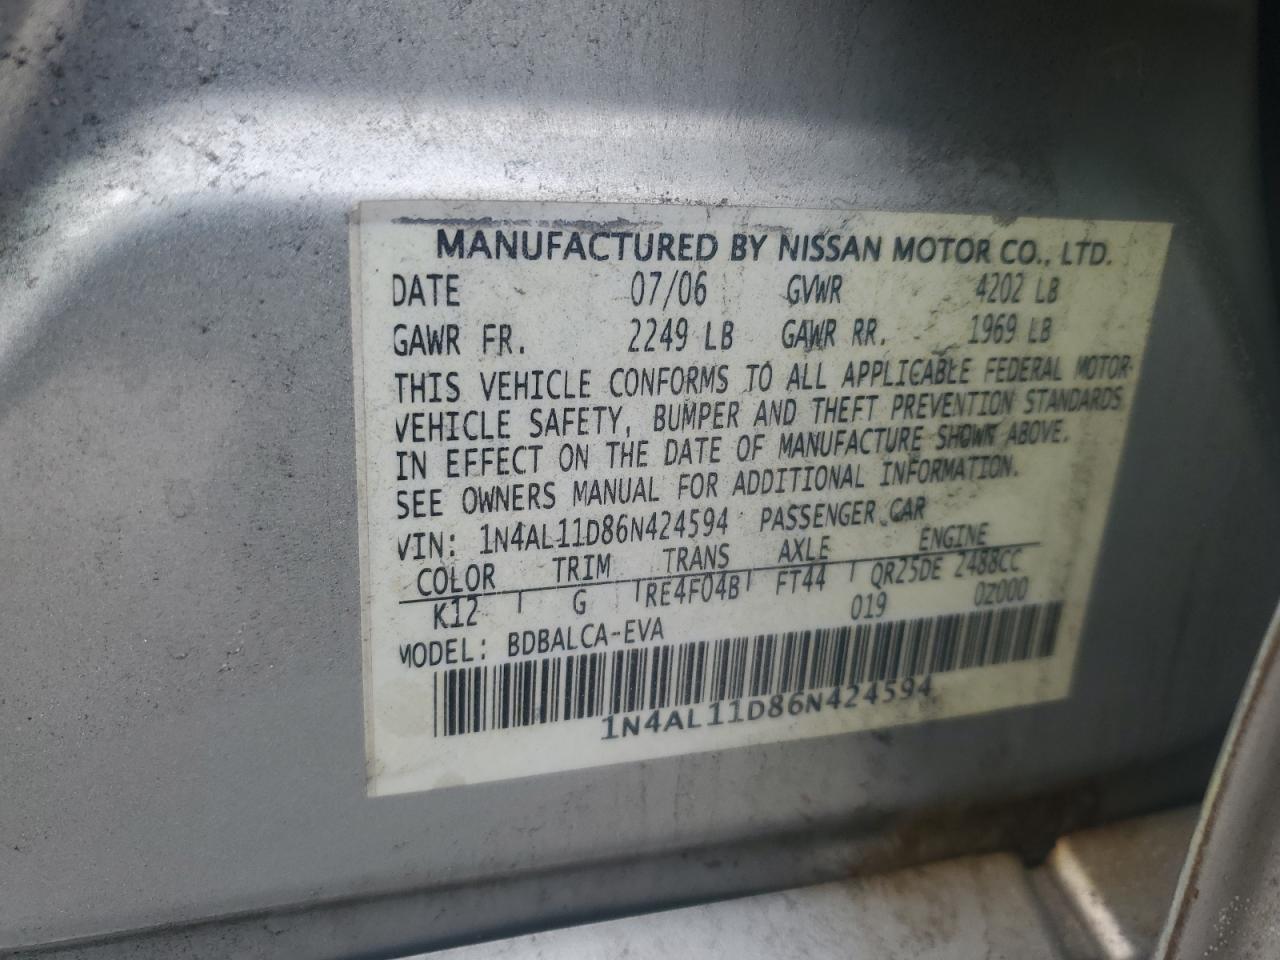 MANUFACTURED BY NISSAN MOTOR CO., LTD.
DATE 07/06 GVWR 4202 LB
GAWR FR. 2249 LB GAWR RR. 1969 LB
THIS VEHICLE CONFORMS TO ALL APPLICABLE FEDERAL MOTOR-
VEHICLE SAFETY, BUMPER AND THEFT PREVENTION STANDARDS
IN EFFECT ON THE DATE OF MANUFACTURE SHOWN ABOVE.
SEE OWNERS MANUAL FOR ADDITIONAL INFORMATION.
VIN: 1N4AL11D86N424594 PASSENGER CAR
COLOR TRIM TRANS AXLE ENGINE
K12 G RE4F04B FT44 QR25DE 2488CC
019 0Z000
MODEL: BDBALCA-EVA
1N4AL11D86N424594